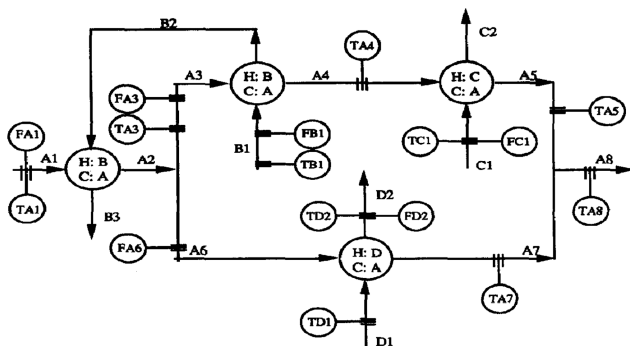 B2
C2
TA4
A3
A4
A5
FA3
H: B
C: A
H: C
C: A
TA3
FB1
TA5
FA1
B1
TB1
TC1
FC1
A1
H: B
C: A
A2
C1
A8
D2
TA1
TD2
FD2
TA8
B3
FA6
H: D
C: A
A6
A7
TA7
TD1
D1